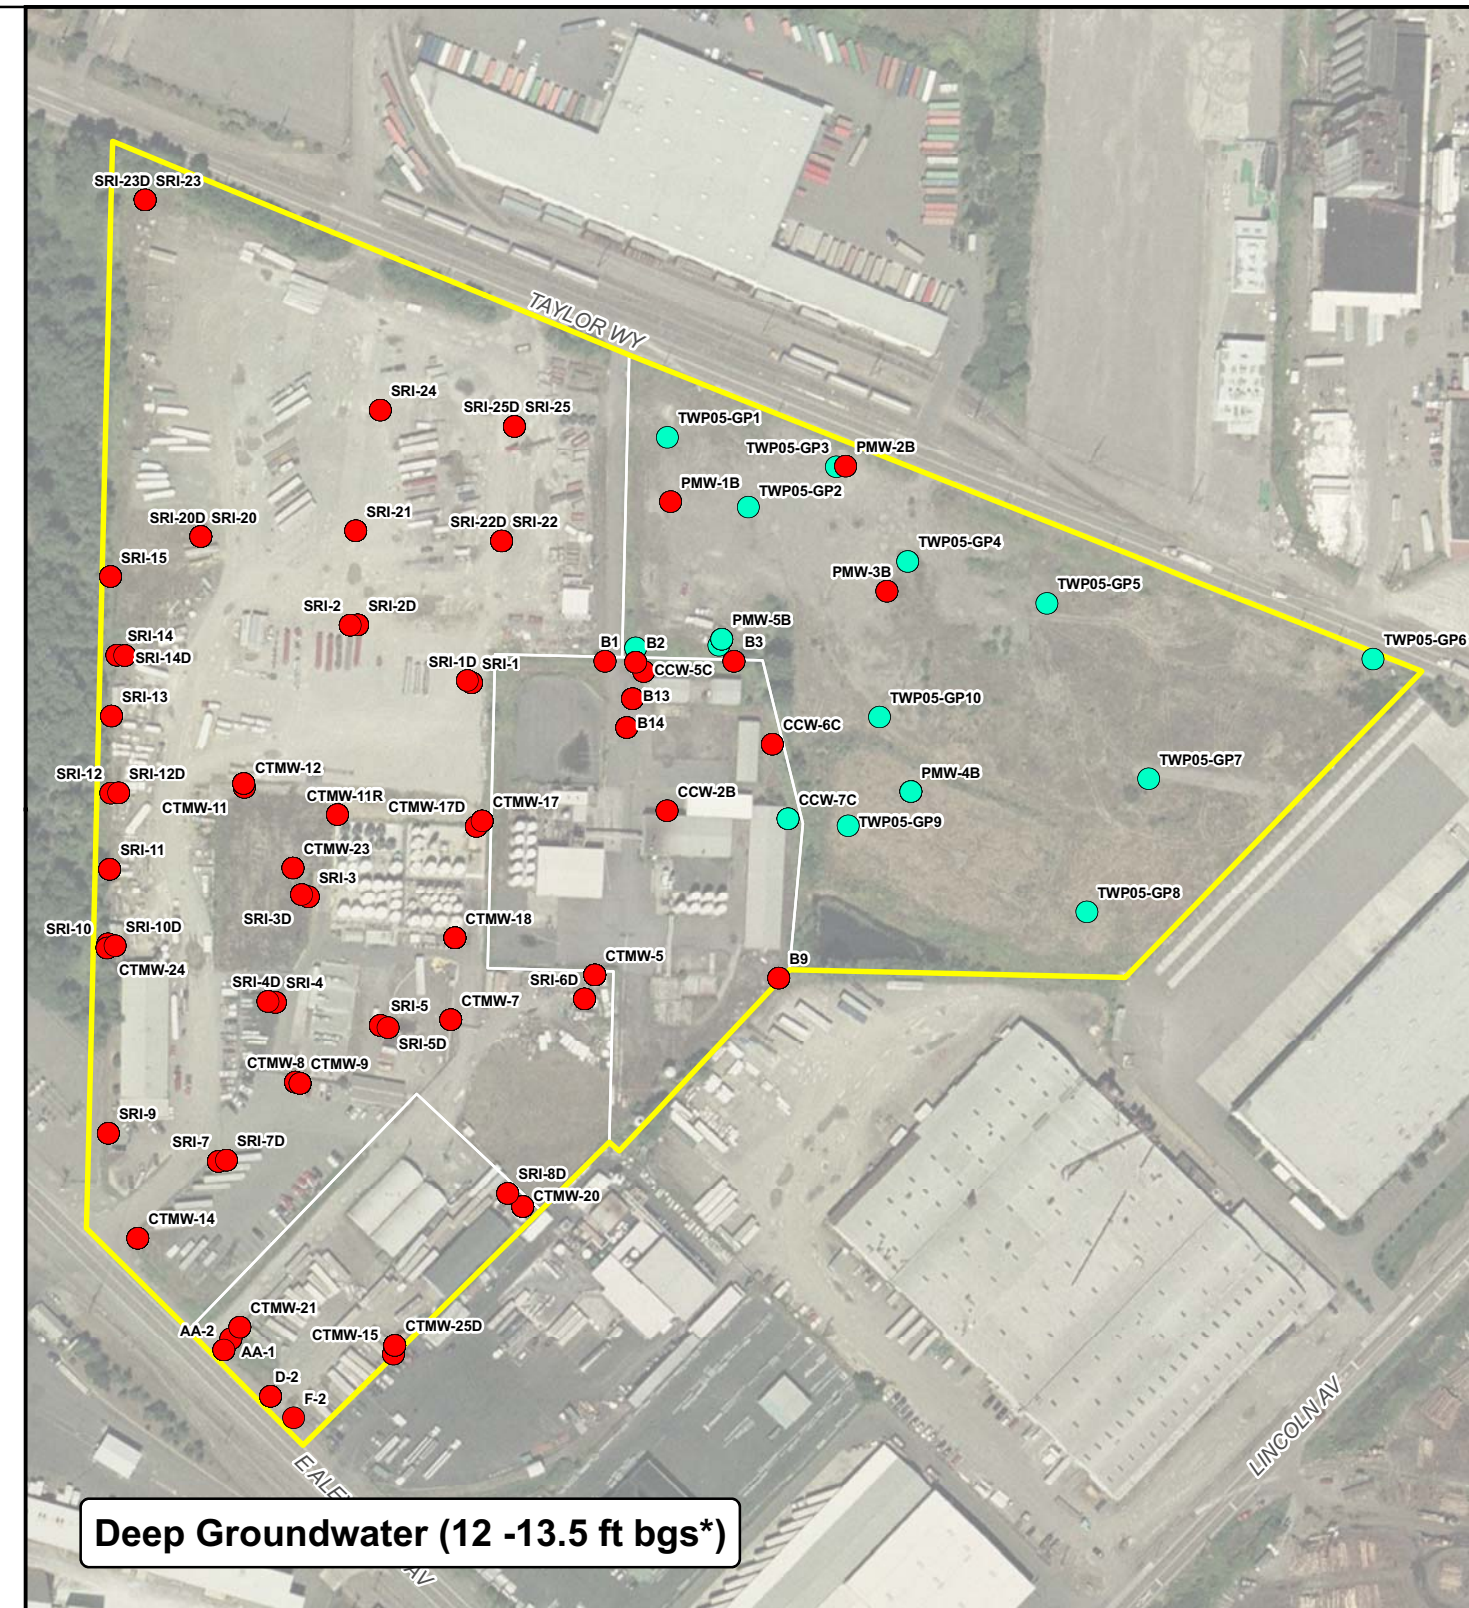 SRI-23D SRI-23
TAYLOR WY
SRI-24
SRI-25D SRI-25
TWP05-GP1
TWP05-GP3
PMW-2B
PMW-1B
TWP05-GP2
SRI-20D SRI-20
SRI-21
SRI-22D SRI-22
TWP05-GP4
SRI-15
PMW-3B
TWP05-GP5
SRI-2
SRI-2D
PMW-5B
TWP05-GP6
SRI-14
SRI-14D
B1
B2
B3
SRI-1D SRI-1
CCW-5C
B13
SRI-13
B14
TWP05-GP10
CCW-6C
SRI-12
SRI-12D
CTMW-12
TWP05-GP7
PMW-4B
CTMW-11
CTMW-11R
CTMW-17D
CTMW-17
CCW-2B
CCW-7C
TWP05-GP9
SRI-11
CTMW-23
SRI-3
SRI-3D
TWP05-GP8
SRI-10
SRI-10D
CTMW-18
CTMW-24
CTMW-5
B9
SRI-4D SRI-4
SRI-6D
SRI-5
CTMW-7
SRI-5D
CTMW-8
CTMW-9
SRI-9
SRI-7
SRI-7D
SRI-8D
CTMW-20
CTMW-14
CTMW-21
AA-2
AA-1
CTMW-15
CTMW-25D
D-2
F-2
LINCOLN AV
E ALE
AV
Deep Groundwater (12 -13.5 ft bgs*)